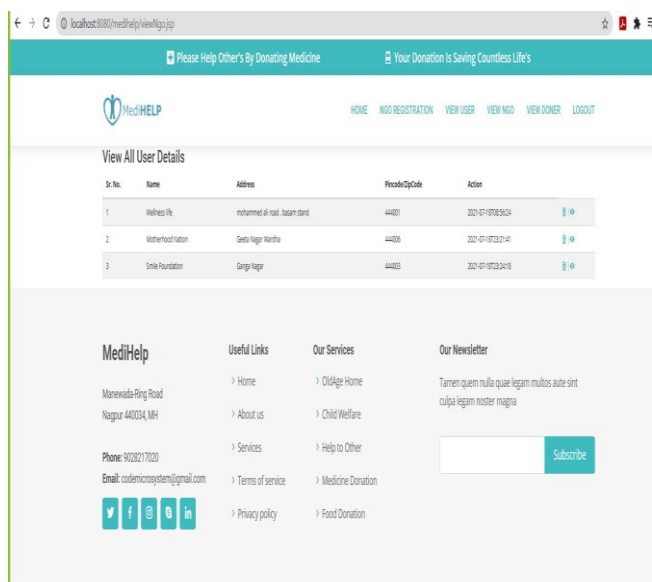 localhost:8080/medihelp/viewNgo.jsp
Please Help Other's By Donating Medicine
Your Donation Is Saving Countless Life's
MediHELP
HOME NGO REGISTRATION VIEW USER VIEW NGO VIEW DONER LOGOUT
View All User Details
Sr. No. Name Address Pincode/ZipCode Action
1 Wellness life mohammed ali road , basam stand 444001 2021-07-18T08:56:24
2 Motherhood Nation Geeta Nagar Wardha 444006 2021-07-18T23:21:41
3 Smile Foundation Ganga Nagar 444003 2021-07-18T23:24:18
MediHelp
Manewada-Ring Road
Nagpur 440034, MH
Phone: 9028217020
Email: codemicrosystem@gmail.com
Useful Links
Home
About us
Services
Terms of service
Privacy policy
Our Services
OldAge Home
Child Welfare
Help to Other
Medicine Donation
Food Donation
Our Newsletter
Tamen quem nulla quae legam multos aute sint
culpa legam noster magna
Subscribe